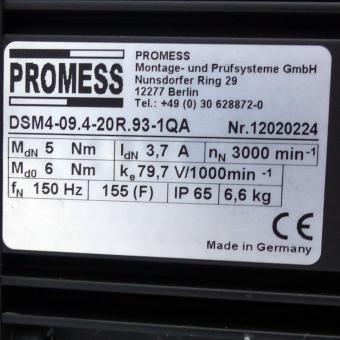 PROMESS
PROMESS
Montage- und Prüfsysteme GmbH
Nunsdorfer Ring 29
12277 Berlin
Tel.: +49 (0) 30 628872-0
DSM4-09.4-20R.93-1QA Nr.12020224
MdN 5 Nm IdN 3,7 A nN 3000 min-1
Md0 6 Nm ke 79,7 V/1000min-1
fN 150 Hz 155 (F) IP 65 6,6 kg
CE
Made in Germany